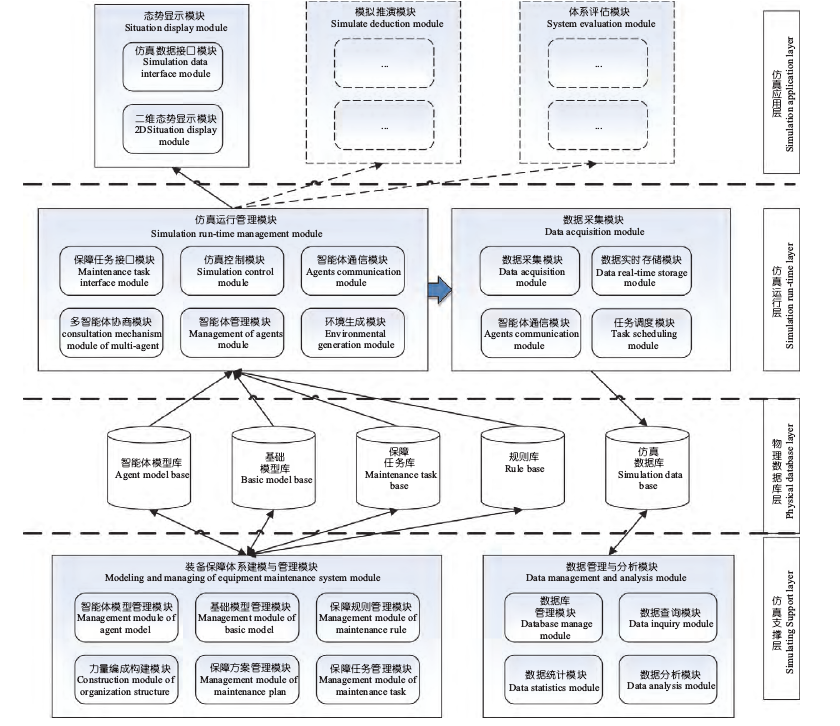 态势显示模块
Situation display module
仿真数据接口模块
Simulation data
interface module
二维态势显示模块
2DSituation display
module
模拟推演模块
Simulate deduction module
...
...
体系评估模块
System evaluation module
...
...
仿真应用层
Simulation application layer
仿真运行管理模块
Simulation run-time management module
保障任务接口模块
Maintenance task
interface module
仿真控制模块
Simulation control
module
智能体通信模块
Agents communication
module
多智能体协商模块
consultation mechanism
module of multi-agent
智能体管理模块
Management of agents
module
环境生成模块
Environmental
generation module
数据采集模块
Data acquisition module
数据采集模块
Data acquisition
module
数据实时存储模块
Data real-time storage
module
智能体通信模块
Agents communication
module
任务调度模块
Task scheduling
module
仿真运行层
Simulation run-time layer
智能体模型库
Agent model base
基础
模型库
Basic model base
保障
任务库
Maintenance task
base
规则库
Rure base
仿真
数据库
Simulation data
base
物理数据库层
Physical database layer
装备保障体系建模与管理模块
Modeling and managing of equipment maintenance system module
智能体模型管理模块
Management module of
agent model
基础模型管理模块
Management module of
basic model
保障规则管理模块
Management module of
maintenance rule
力量编成构建模块
Construction module of
organization structure
保障方案管理模块
Management module of
maintenance plan
保障任务管理模块
Management module of
maintenance task
数据管理与分析模块
Data management and analysis module
数据库
管理模块
Database manage
module
数据查询模块
Data inquiry module
数据统计模块
Data statistics module
数据分析模块
Data analysis module
仿真支撑层
Simulating Support layer